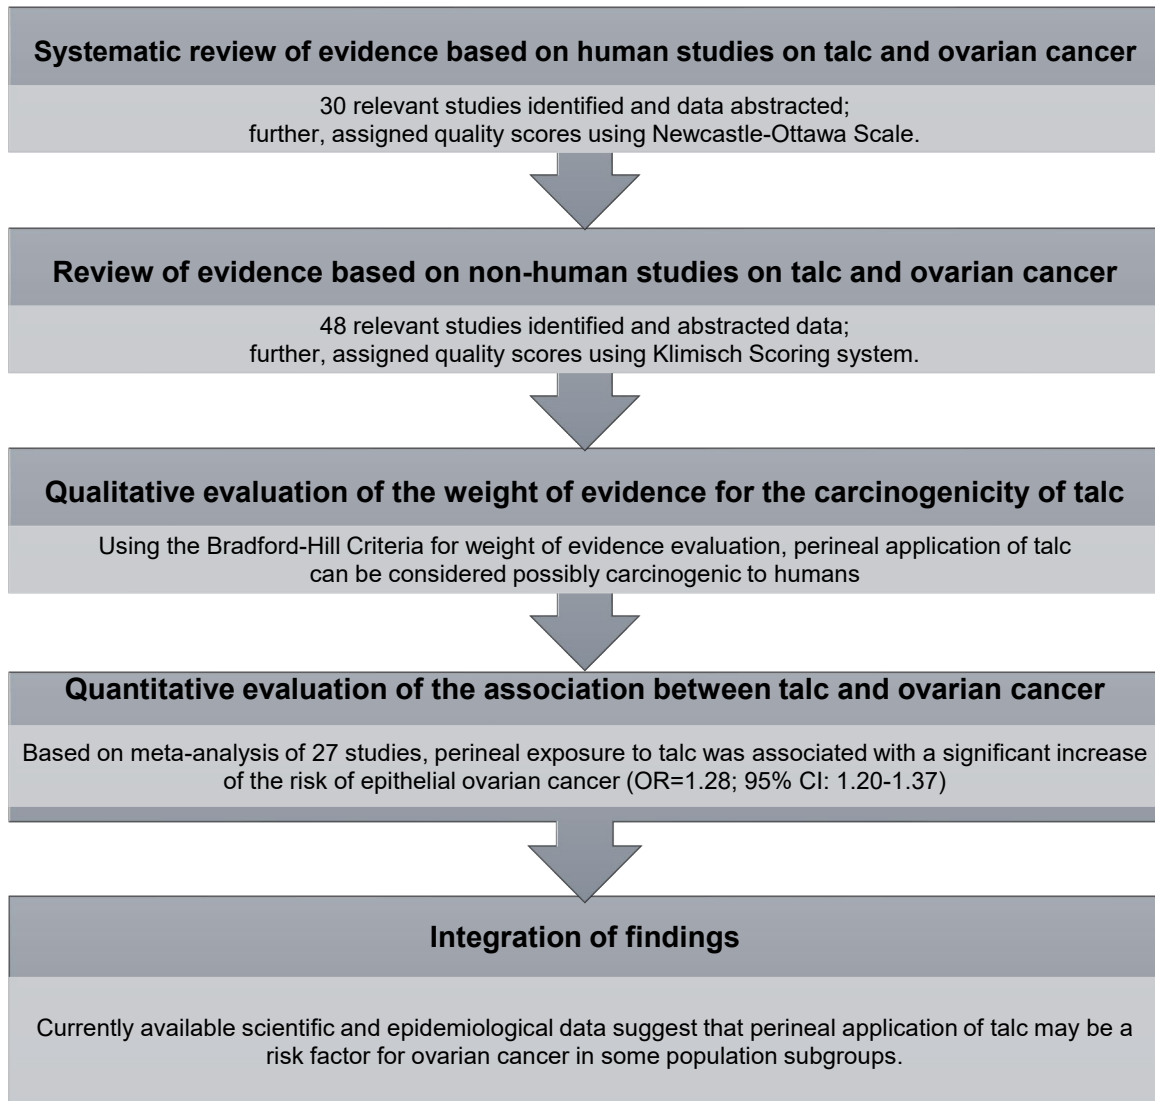 Systematic review of evidence based on human studies on talc and ovarian cancer
30 relevant studies identified and data abstracted;
further, assigned quality scores using Newcastle-Ottawa Scale.
Review of evidence based on non-human studies on talc and ovarian cancer
48 relevant studies identified and abstracted data;
further, assigned quality scores using Klimisch Scoring system.
Qualitative evaluation of the weight of evidence for the carcinogenicity of talc
Using the Bradford-Hill Criteria for weight of evidence evaluation, perineal application of talc
can be considered possibly carcinogenic to humans
Quantitative evaluation of the association between talc and ovarian cancer
Based on meta-analysis of 27 studies, perineal exposure to talc was associated with a significant increase
of the risk of epithelial ovarian cancer (OR=1.28; 95% CI: 1.20-1.37)
Integration of findings
Currently available scientific and epidemiological data suggest that perineal application of talc may be a
risk factor for ovarian cancer in some population subgroups.